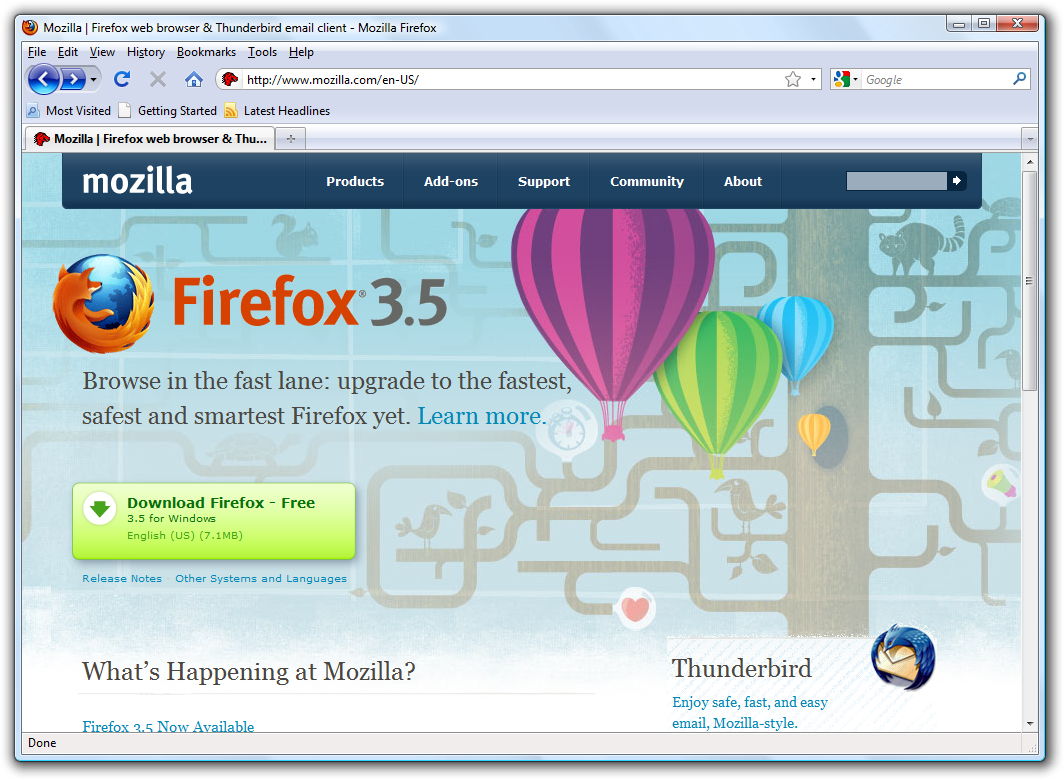 Mozilla | Firefox web browser & Thunderbird email client - Mozilla Firefox
File Edit View History Bookmarks Tools Help
http://www.mozilla.com/en-US/ Google
Most Visited Getting Started Latest Headlines
Mozilla | Firefox web browser & Thu...
mozilla Products Add-ons Support Community About
Firefox® 3.5
Browse in the fast lane: upgrade to the fastest,
safest and smartest Firefox yet. Learn more.
Download Firefox - Free
3.5 for Windows
English (US) (7.1MB)
Release Notes · Other Systems and Languages
What’s Happening at Mozilla?
Firefox 3.5 Now Available
Thunderbird
Enjoy safe, fast, and easy
email, Mozilla-style.
Done